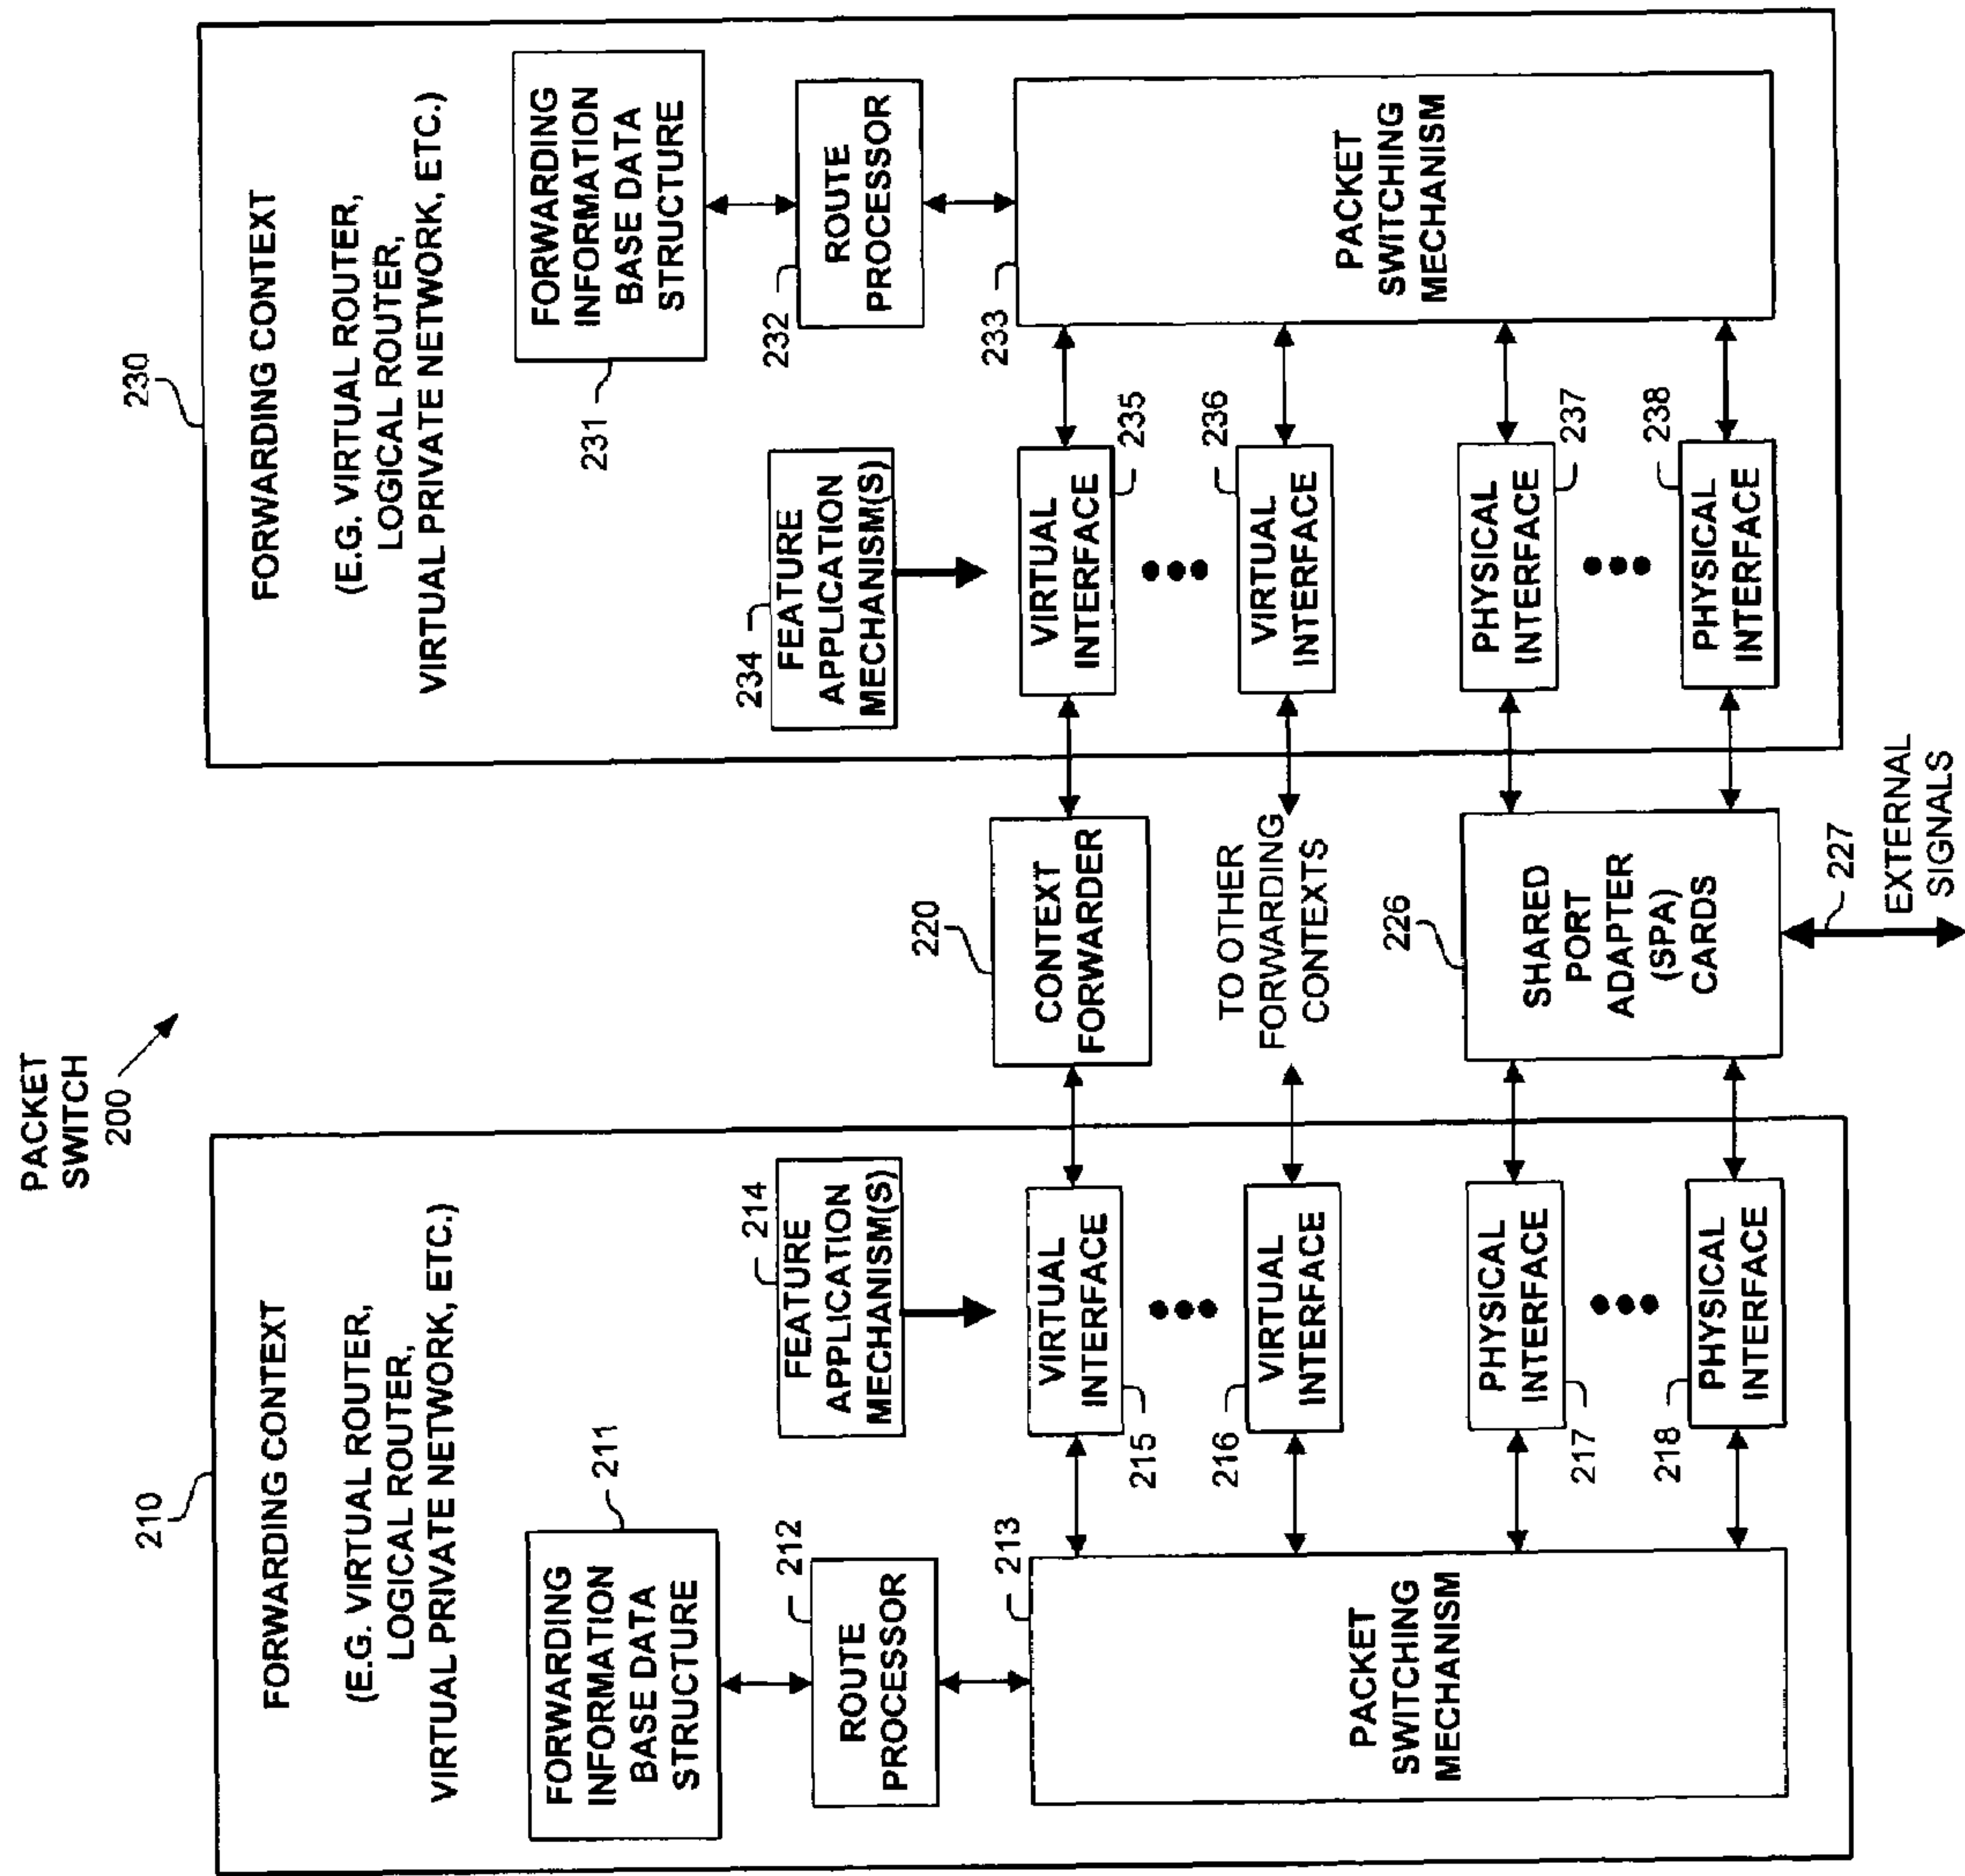 PACKET
SWITCH
200
210
FORWARDING CONTEXT
(E.G. VIRTUAL ROUTER,
LOGICAL ROUTER,
VIRTUAL PRIVATE NETWORK, ETC.)
FORWARDING
INFORMATION
BASE DATA
STRUCTURE
211
ROUTE
PROCESSOR
212
213
PACKET
SWITCHING
MECHANISM
214
FEATURE
APPLICATION
MECHANISM(S)
VIRTUAL
INTERFACE
215
VIRTUAL
INTERFACE
216
PHYSICAL
INTERFACE
217
PHYSICAL
INTERFACE
218
220
CONTEXT
FORWARDER
TO OTHER
FORWARDING
CONTEXTS
226
SHARED
PORT
ADAPTER
(SPA)
CARDS
227
EXTERNAL
SIGNALS
230
FORWARDING CONTEXT
(E.G. VIRTUAL ROUTER,
LOGICAL ROUTER,
VIRTUAL PRIVATE NETWORK, ETC.)
FORWARDING
INFORMATION
BASE DATA
STRUCTURE
231
232
ROUTE
PROCESSOR
233
PACKET
SWITCHING
MECHANISM
234
FEATURE
APPLICATION
MECHANISM(S)
VIRTUAL
INTERFACE
235
VIRTUAL
INTERFACE
236
PHYSICAL
INTERFACE
237
PHYSICAL
INTERFACE
238